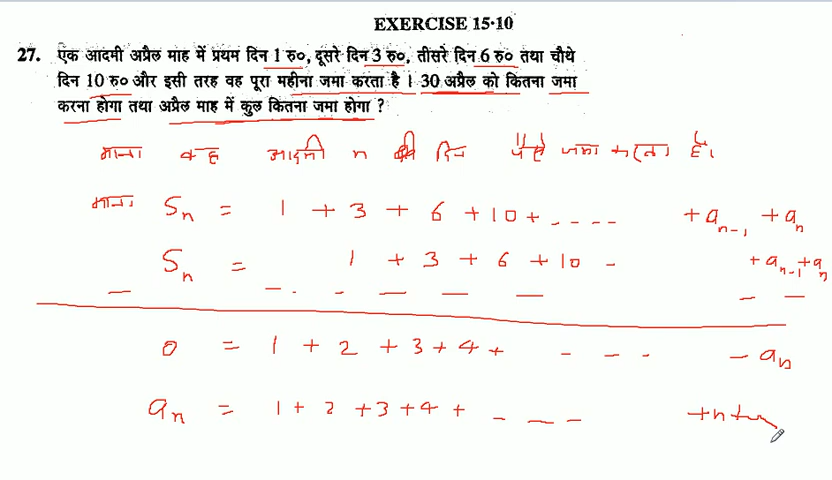 EXERCISE 15·10
27. एक आदमी अप्रैल माह में प्रथम दिन 1 रु०, दूसरे दिन 3 रु०, तीसरे दिन 6 रु० तथा चौथे
दिन 10 रु० और इसी तरह वह पूरा महीना जमा करता है । 30 अप्रैल को कितना जमा
करना होगा तथा अप्रैल माह में कुल कितना जमा होगा ?
माना वह आदमी n दिन पैसे जमा करता है।
माना Sn = 1 + 3 + 6 + 10 + - - - - + an-1 + an
Sn = 1 + 3 + 6 + 10 - + an-1 + an
0 = 1 + 2 + 3 + 4 + - - - - an
an = 1 + 2 + 3 + 4 + - - - + n